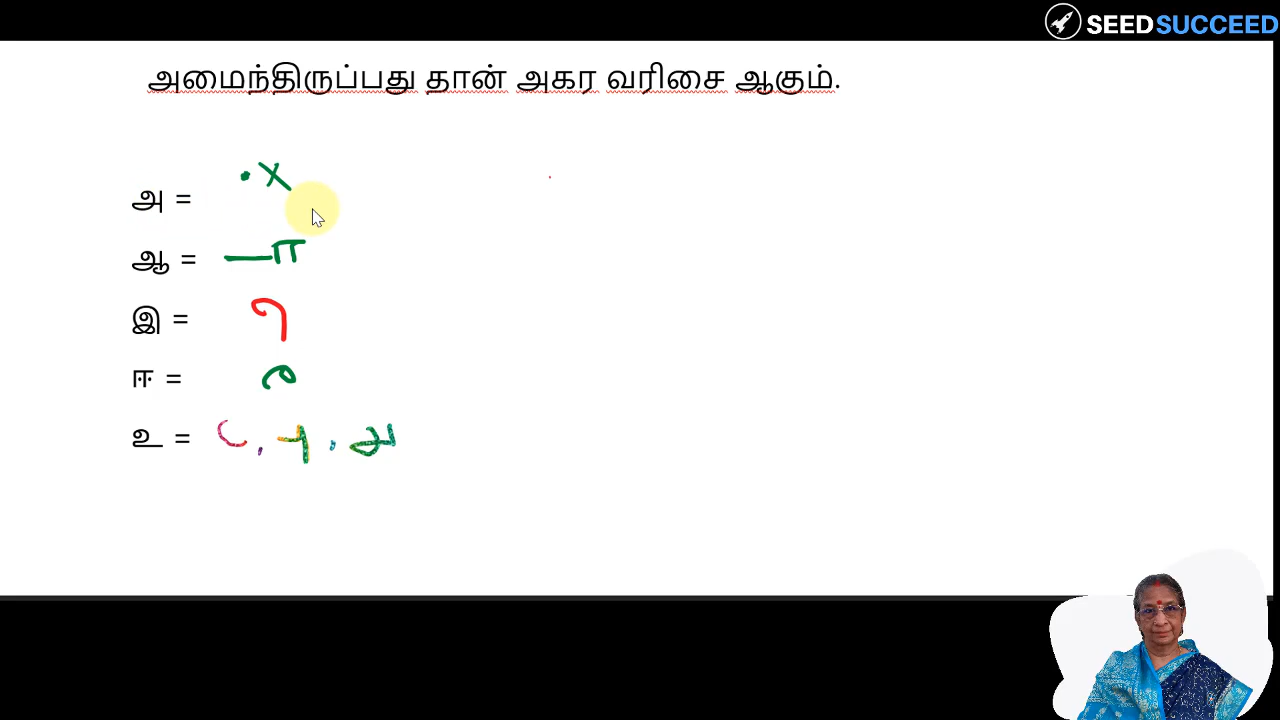 SEEDSUCCEED
அமைந்திருப்பது தான் அகர வரிசை ஆகும்.
அ = . X
ஆ = —ா
இ = ி
ஈ = ீ
உ =